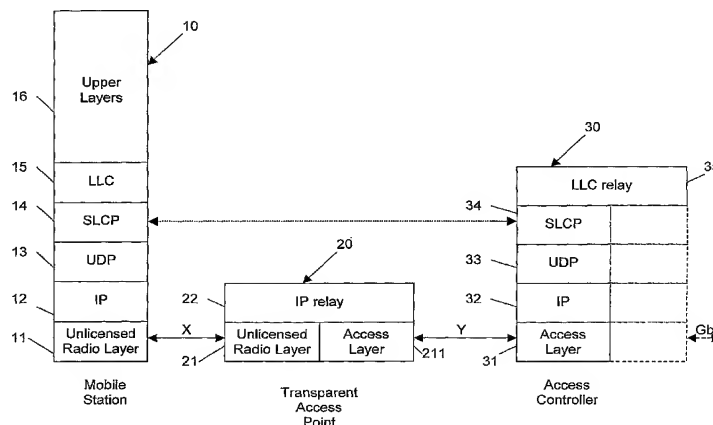 10
Upper
Layers
16
15
LLC
14
SLCP
13
UDP
12
IP
11
Unlicensed
Radio Layer
Mobile
Station
X
20
22
IP relay
Unlicensed
Radio Layer
Access
Layer
21
211
Transparent
Access
Point
Y
30
LLC relay
34
SLCP
33
UDP
32
IP
31
Access
Layer
Gb
Access
Controller